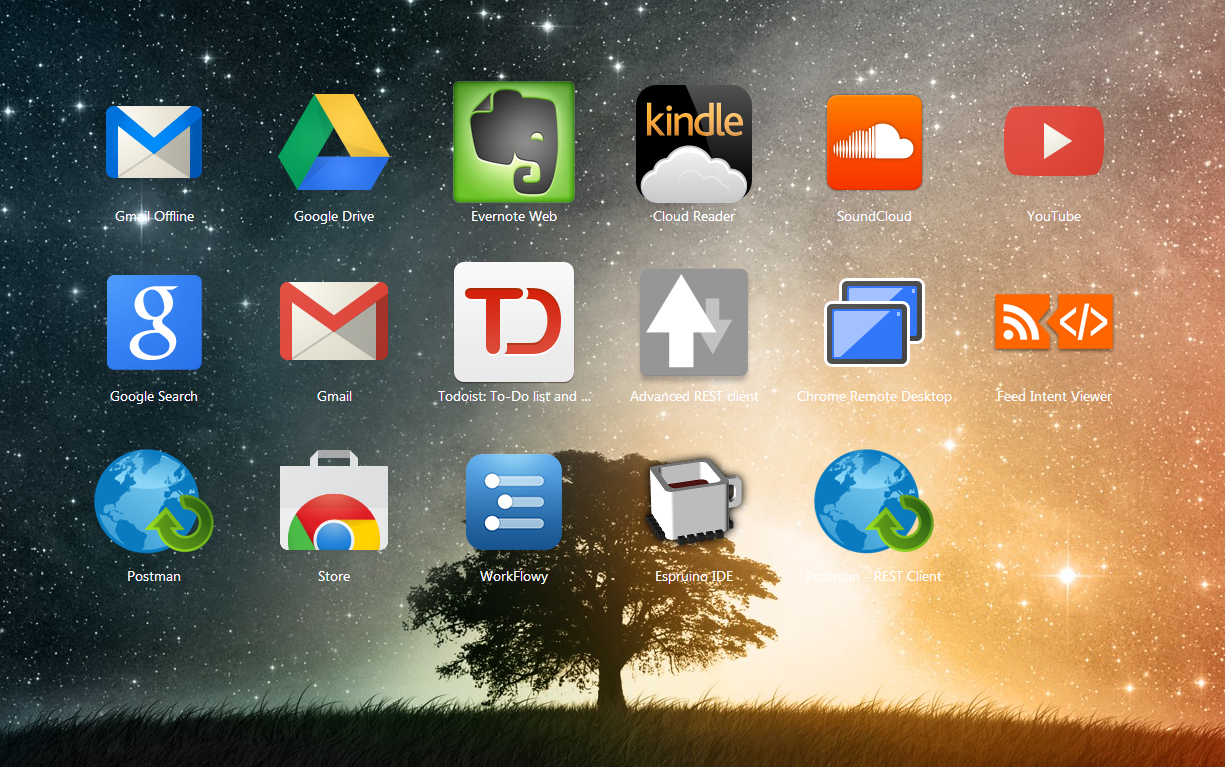 kindle
Gmail Offline
Google Drive
Evernote Web
Cloud Reader
SoundCloud
YouTube
g
TD
</>
Google Search
Gmail
Todoist: To-Do list and ...
Advanced REST client
Chrome Remote Desktop
Feed Intent Viewer
Postman
Store
WorkFlowy
Espruino IDE
Postman - REST Client